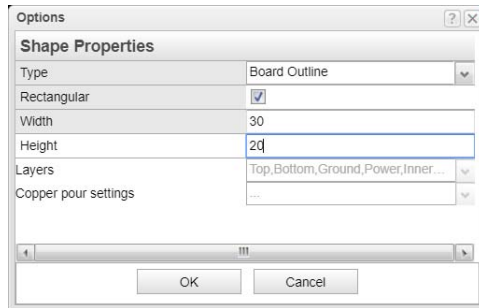 Options
Shape Properties
Type Board Outline
Rectangular
Width 30
Height 20
Layers Top,Bottom,Ground,Power,Inner...
Copper pour settings ...
OK Cancel